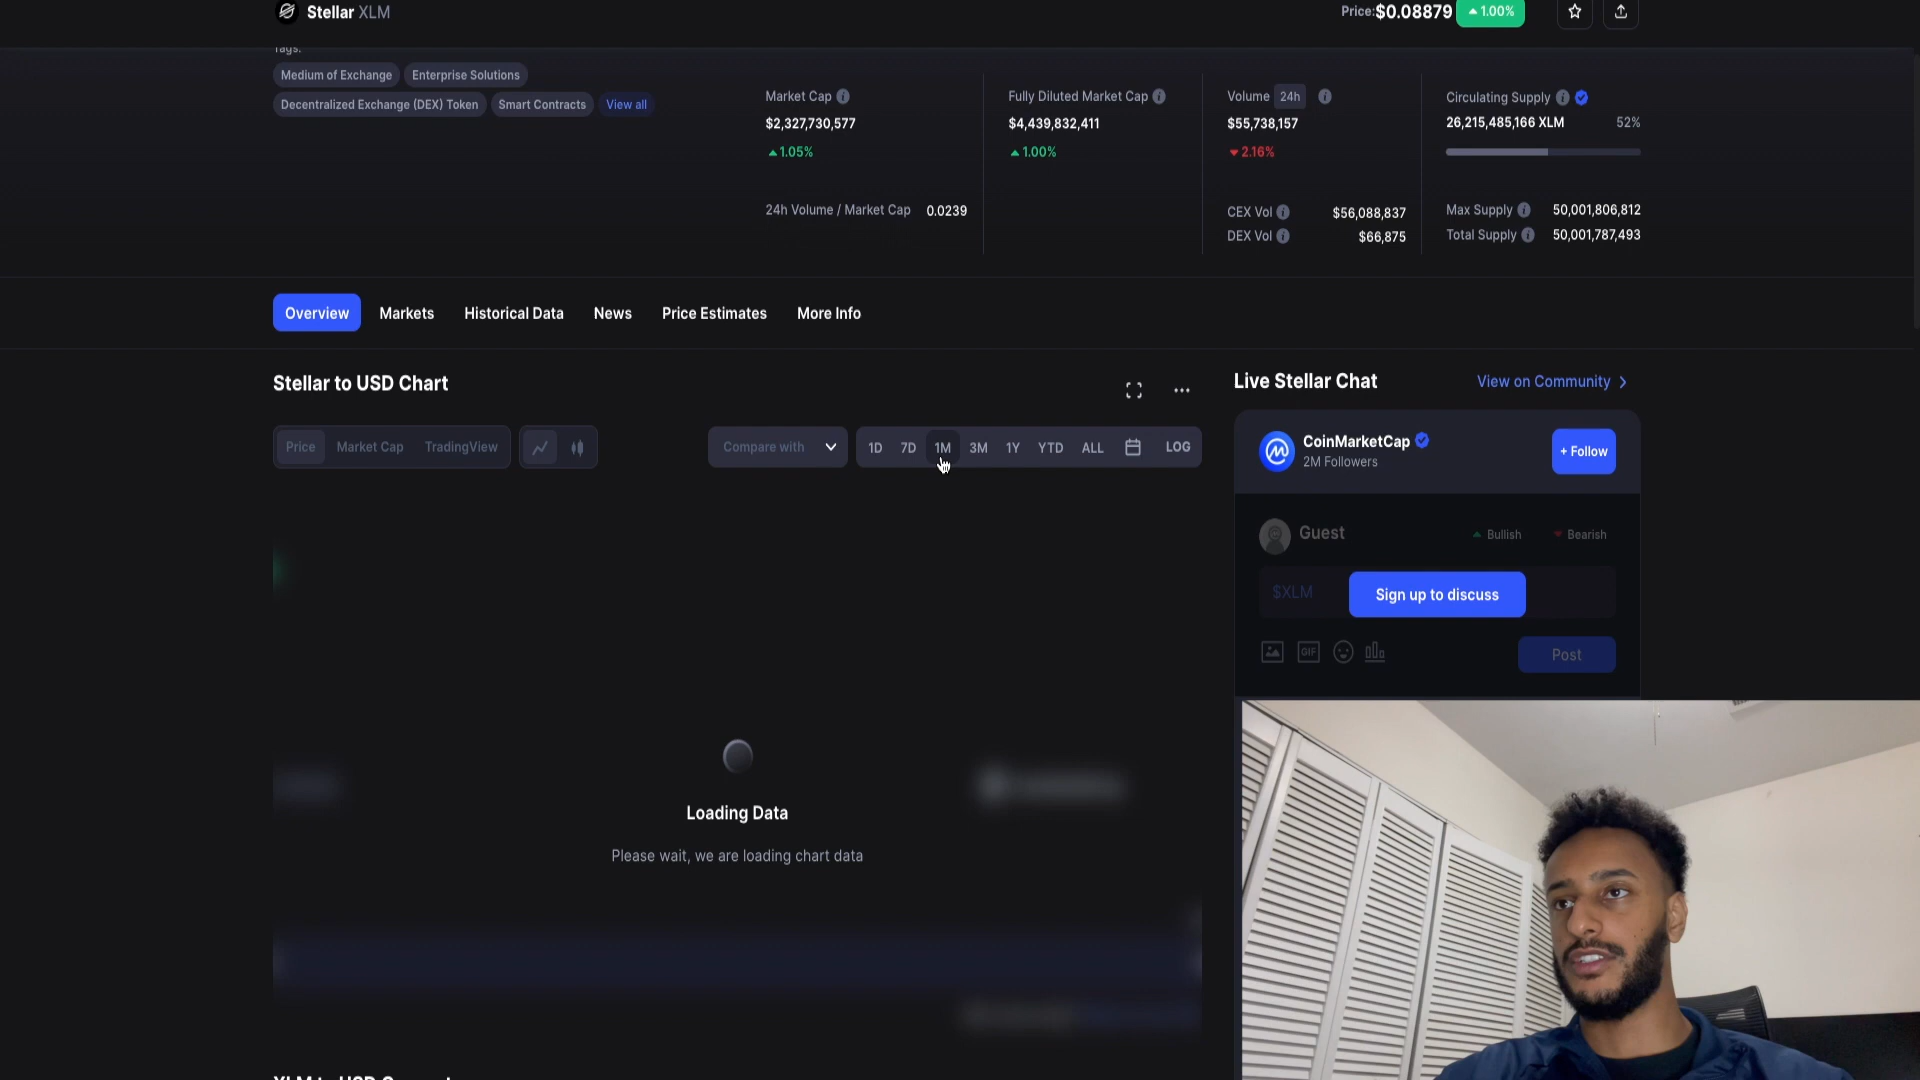 Stellar XLM
Price:$0.08879 1.00%
Tags:
Medium of Exchange Enterprise Solutions
Decentralized Exchange (DEX) Token Smart Contracts View all
Market Cap
$2,327,730,577
1.05%
24h Volume / Market Cap 0.0239
Fully Diluted Market Cap
$4,439,832,411
1.00%
Volume 24h
$55,738,157
2.16%
CEX Vol $56,088,837
DEX Vol $66,875
Circulating Supply
26,215,485,166 XLM 52%
Max Supply 50,001,806,812
Total Supply 50,001,787,493
Overview Markets Historical Data News Price Estimates More Info
Stellar to USD Chart
Price Market Cap TradingView
Compare with
1D 7D 1M 3M 1Y YTD ALL LOG
Loading Data
Please wait, we are loading chart data
Live Stellar Chat View on Community
CoinMarketCap
2M Followers
+ Follow
Guest Bullish Bearish
$XLM
Sign up to discuss
GIF
Post